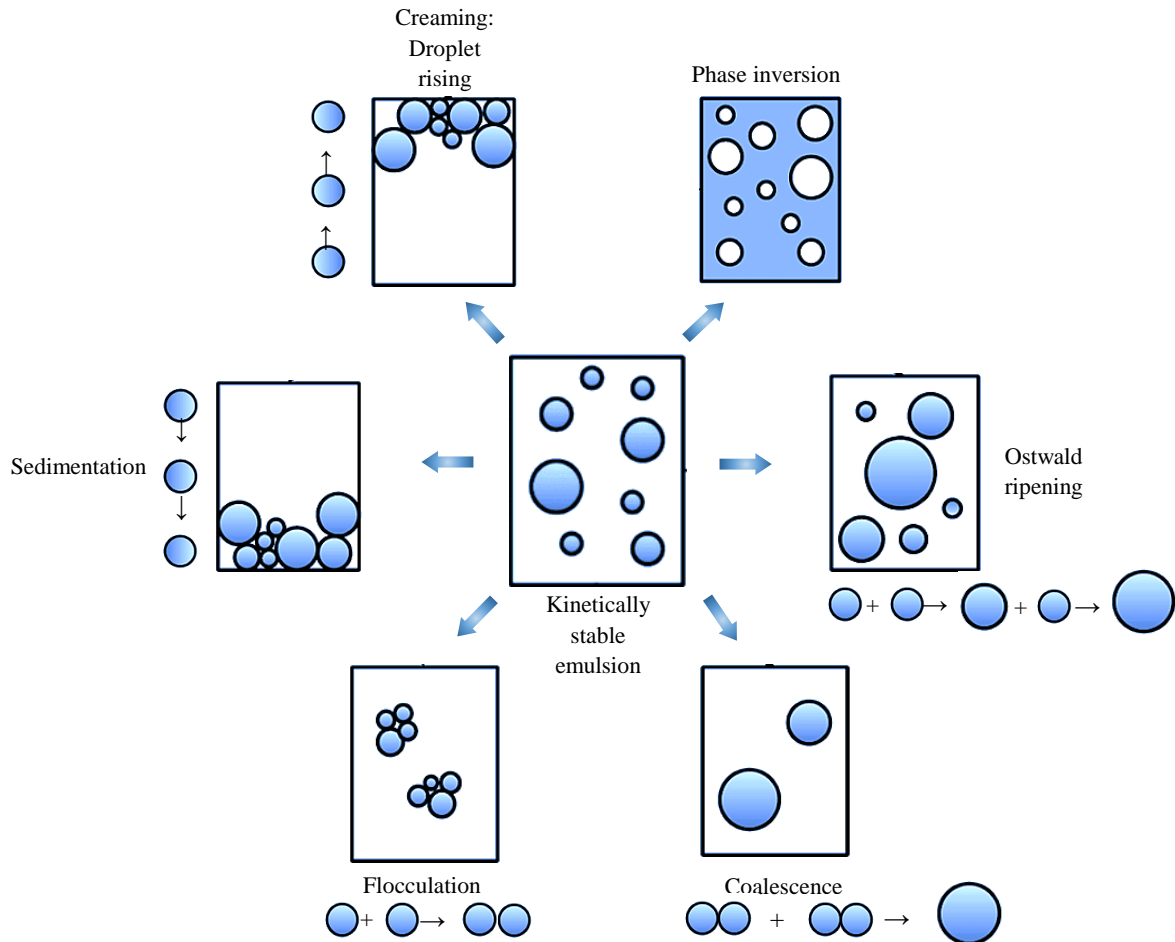 Creaming:
Droplet
rising
Phase inversion
Sedimentation
Ostwald
ripening
+ → + →
Kinetically
stable
emulsion
Flocculation
+ →
Coalescence
+ →